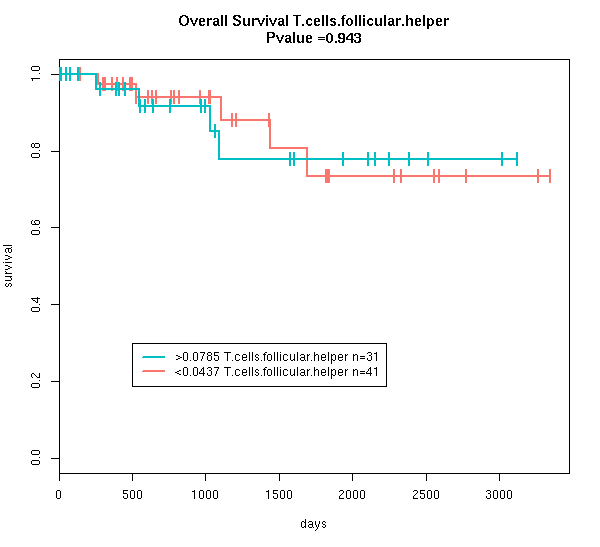 Overall Survival T.cells.follicular.helper
Pvalue =0.943
1.0
0.8
0.6
0.4
0.2
0.0
survival
>0.0785 T.cells.follicular.helper n=31
<0.0437 T.cells.follicular.helper n=41
0 500 1000 1500 2000 2500 3000
days